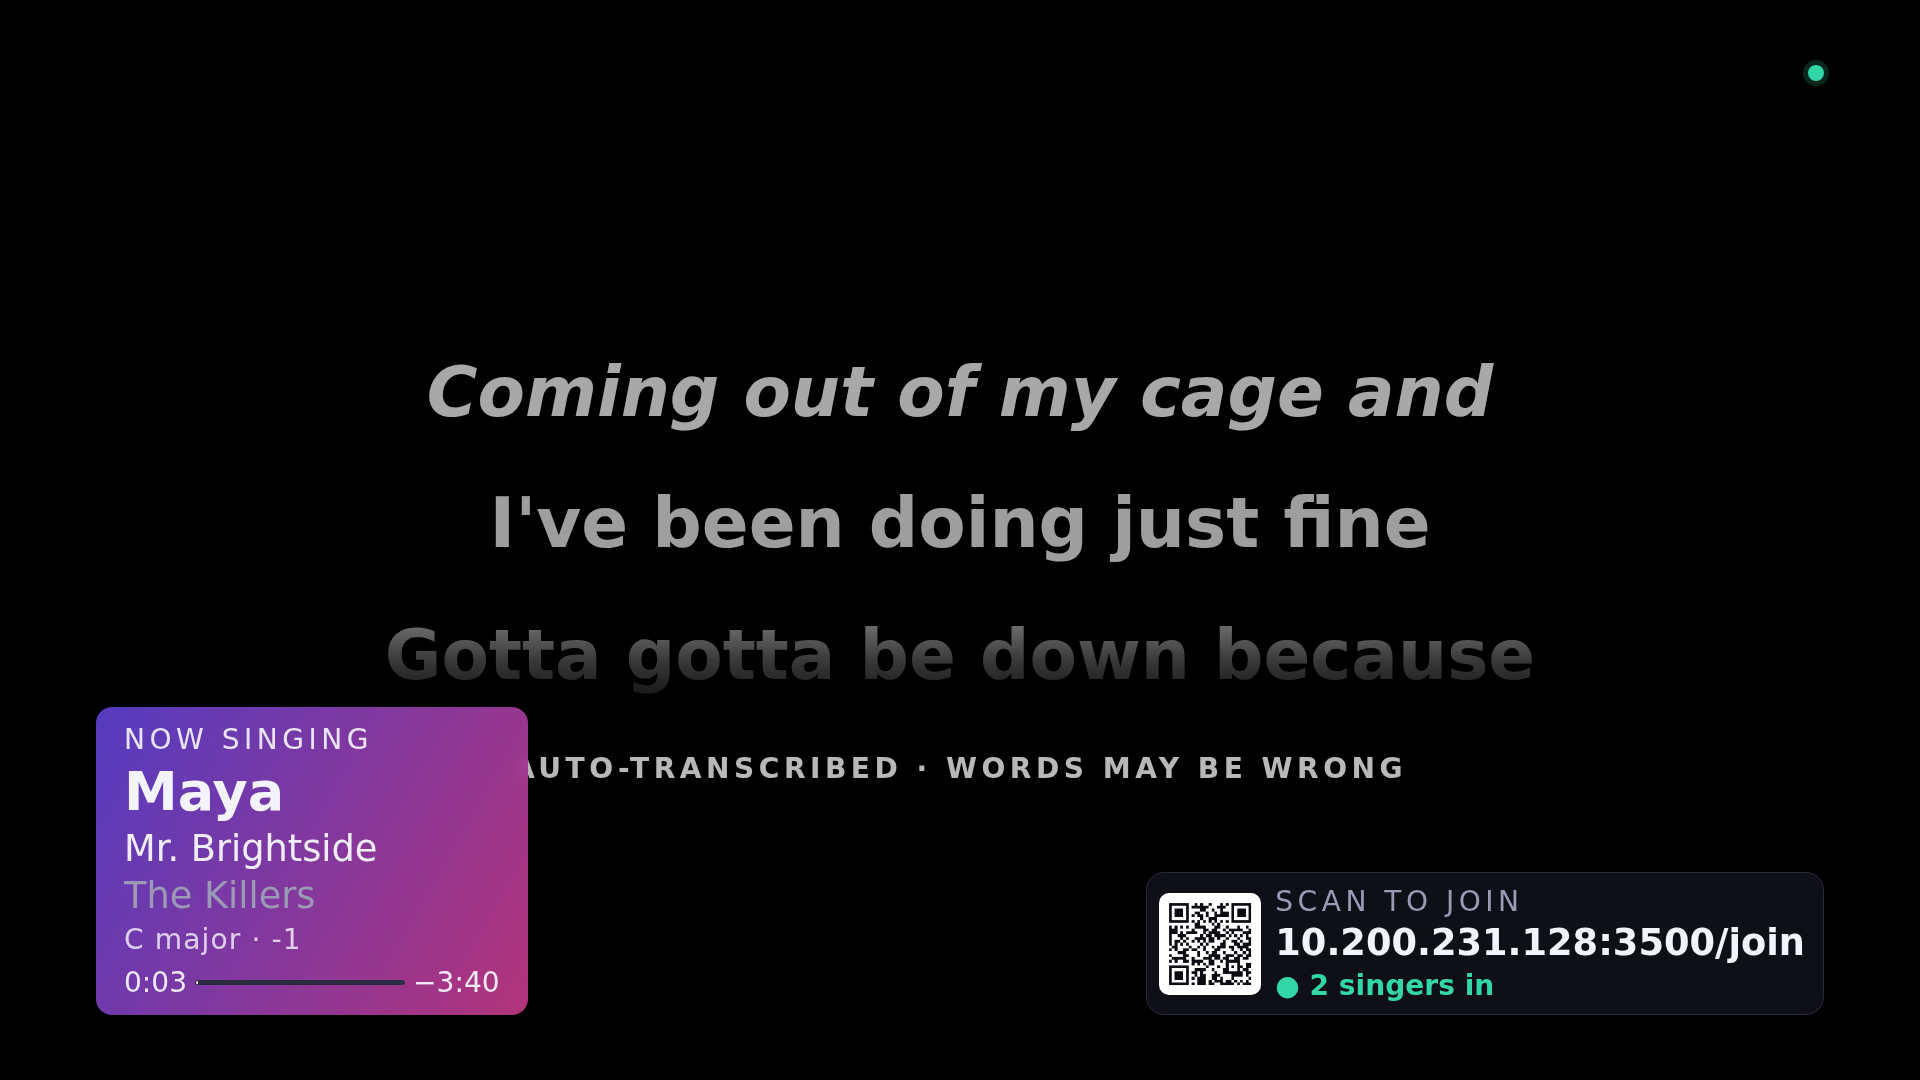 Coming out of my cage and
I've been doing just fine
Gotta gotta be down because
AUTO-TRANSCRIBED · WORDS MAY BE WRONG
NOW SINGING
Maya
Mr. Brightside
The Killers
C major · -1
0:03 −3:40
SCAN TO JOIN
10.200.231.128:3500/join
2 singers in